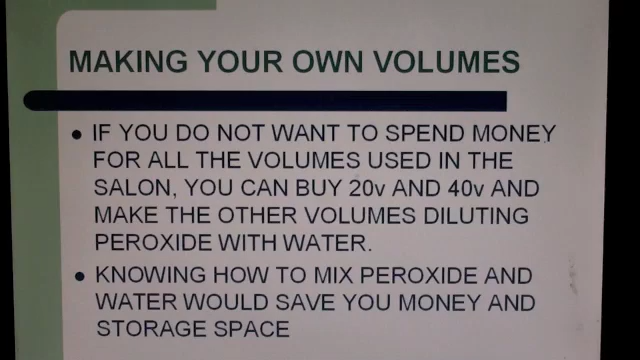 MAKING YOUR OWN VOLUMES
• IF YOU DO NOT WANT TO SPEND MONEY
FOR ALL THE VOLUMES USED IN THE
SALON, YOU CAN BUY 20v AND 40v AND
MAKE THE OTHER VOLUMES DILUTING
PEROXIDE WITH WATER.
• KNOWING HOW TO MIX PEROXIDE AND
WATER WOULD SAVE YOU MONEY AND
STORAGE SPACE